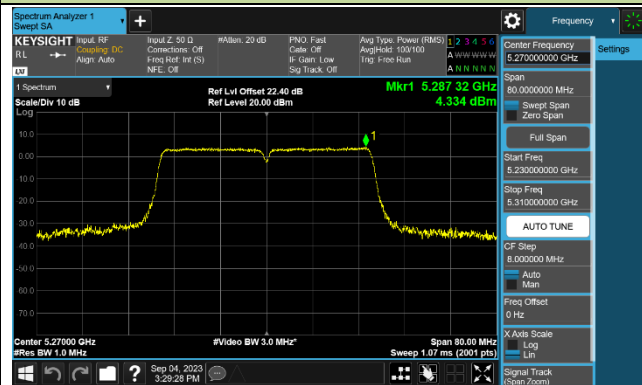 Spectrum Analyzer 1
Swept SA
Frequency
KEYSIGHT
RL
LXI
Input: RF
Coupling: DC
Align: Auto
Input Z: 50 Ω
Corrections: Off
Freq Ref: Int (S)
NFE: Off
#Atten: 20 dB
PNO: Fast
Gate: Off
IF Gain: Low
Sig Track: Off
Avg Type: Power (RMS)
Avg|Hold: 100/100
Trig: Free Run
1 2 3 4 5 6
A W W W W W
A N N N N N
Center Frequency
5.270000000 GHz
Settings
Span
80.0000000 MHz
Swept Span
Zero Span
Full Span
Start Freq
5.230000000 GHz
Stop Freq
5.310000000 GHz
AUTO TUNE
CF Step
8.000000 MHz
Auto
Man
Freq Offset
0 Hz
X Axis Scale
Log
Lin
Signal Track
(Span Zoom)
1 Spectrum
Scale/Div 10 dB
Log
Ref Lvl Offset 22.40 dB
Ref Level 20.00 dBm
Mkr1 5.287 32 GHz
4.334 dBm
1
10.0
0.00
-10.0
-20.0
-30.0
-40.0
-50.0
-60.0
-70.0
Center 5.27000 GHz
#Res BW 1.0 MHz
#Video BW 3.0 MHz*
Span 80.00 MHz
Sweep 1.07 ms (2001 pts)
Sep 04, 2023
3:29:28 PM